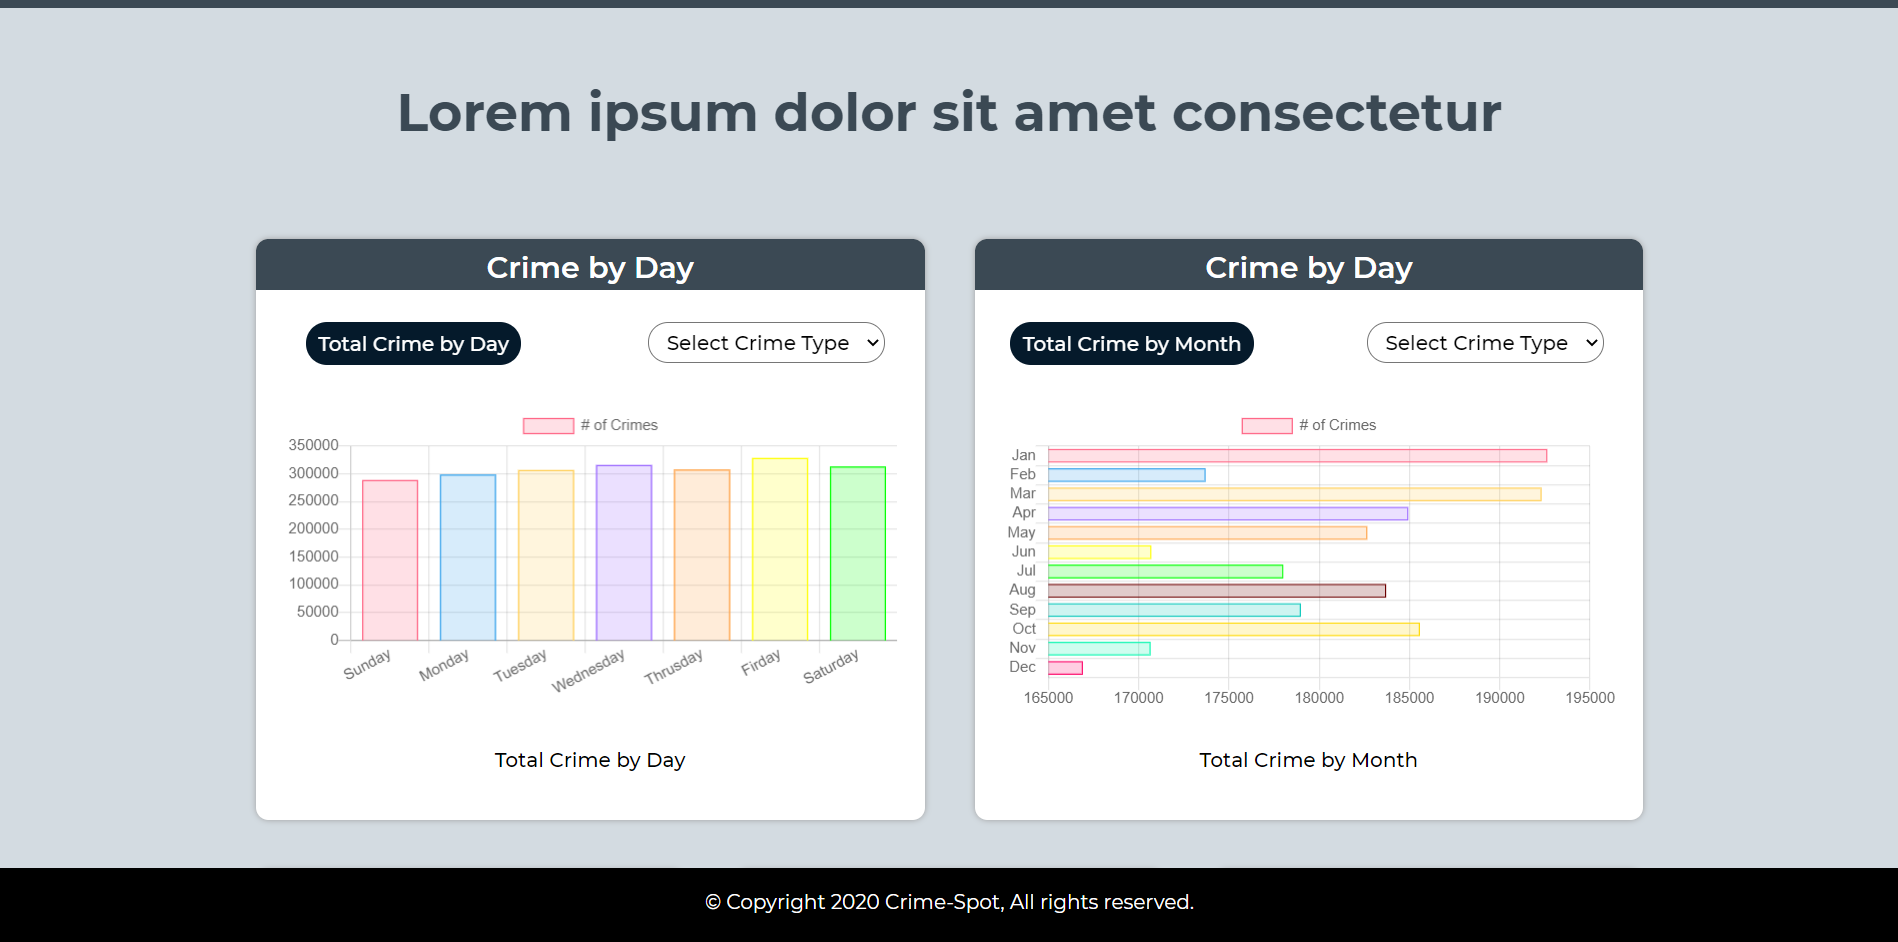 Lorem ipsum dolor sit amet consectetur
Crime by Day
Total Crime by Day
Select Crime Type
# of Crimes
350000
300000
250000
200000
150000
100000
50000
0
Sunday
Monday
Tuesday
Wednesday
Thrusday
Firday
Saturday
Total Crime by Day
Crime by Day
Total Crime by Month
Select Crime Type
# of Crimes
Jan
Feb
Mar
Apr
May
Jun
Jul
Aug
Sep
Oct
Nov
Dec
165000 170000 175000 180000 185000 190000 195000
Total Crime by Month
© Copyright 2020 Crime-Spot, All rights reserved.